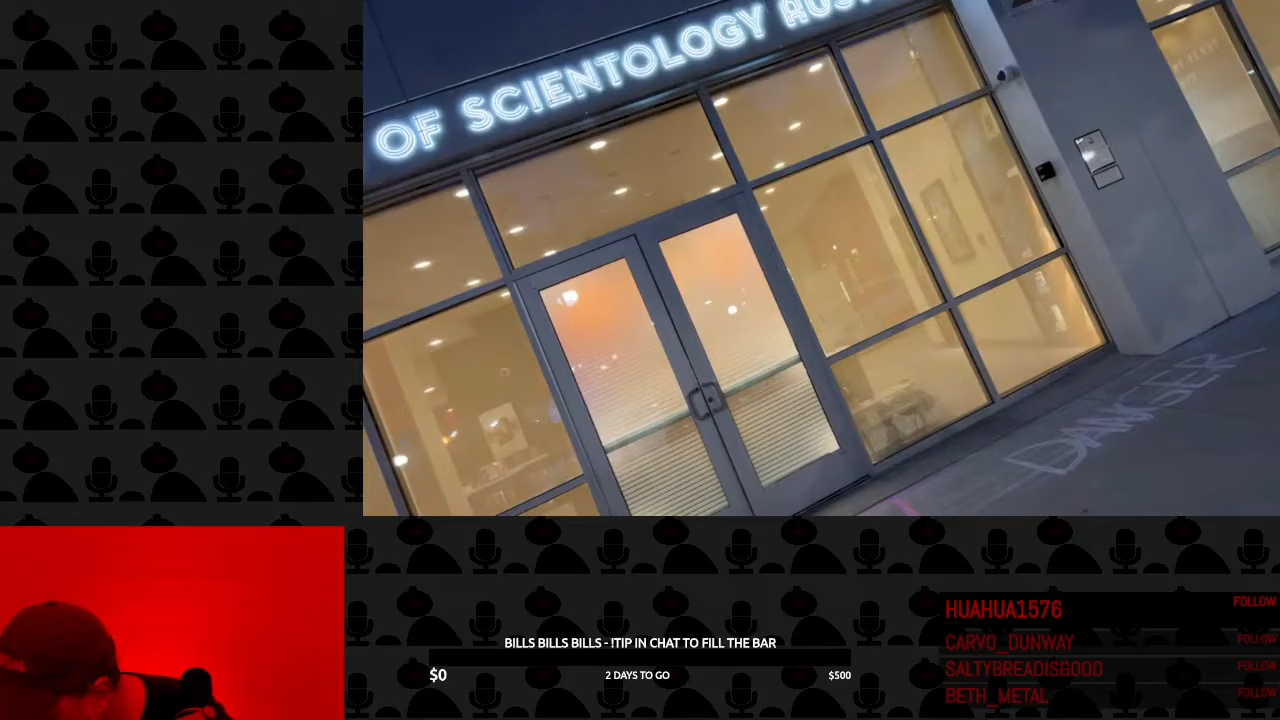 OF SCIENTOLOGY AUS
DANGER
BILLS BILLS BILLS - !TIP IN CHAT TO FILL THE BAR
$0
2 DAYS TO GO
$500
HUAHUA1576 FOLLOW
CARVO_DUNWAY FOLLOW
SALTYBREADISGOOD FOLLOW
BETH_METAL FOLLOW